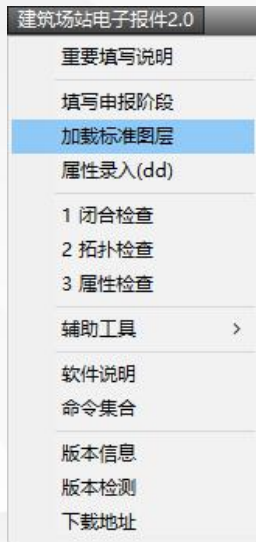 建筑场站电子报件2.0
重要填写说明
填写申报阶段
加载标准图层
属性录入(dd)
1 闭合检查
2 拓扑检查
3 属性检查
辅助工具 >
软件说明
命令集合
版本信息
版本检测
下载地址